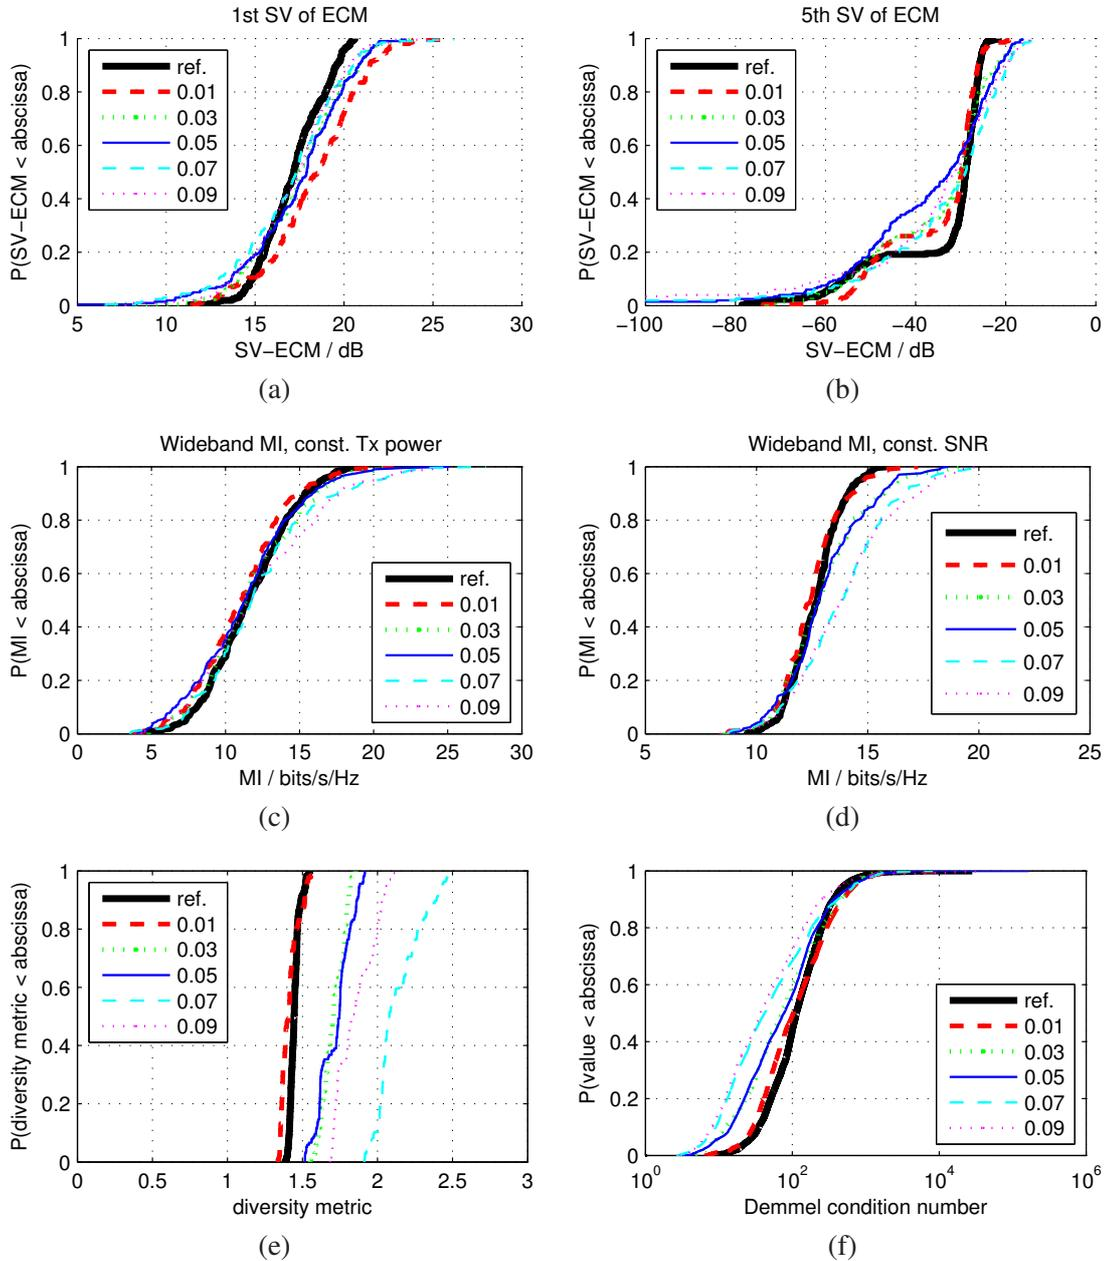 1st SV of ECM
P(SV−ECM < abscissa)
1
0.8
0.6
0.4
0.2
0
ref.
0.01
0.03
0.05
0.07
0.09
5 10 15 20 25 30
SV−ECM / dB
(a)
5th SV of ECM
P(SV−ECM < abscissa)
1
0.8
0.6
0.4
0.2
0
ref.
0.01
0.03
0.05
0.07
0.09
−100 −80 −60 −40 −20 0
SV−ECM / dB
(b)
Wideband MI, const. Tx power
P(MI < abscissa)
1
0.8
0.6
0.4
0.2
0
ref.
0.01
0.03
0.05
0.07
0.09
0 5 10 15 20 25 30
MI / bits/s/Hz
(c)
Wideband MI, const. SNR
P(MI < abscissa)
1
0.8
0.6
0.4
0.2
0
ref.
0.01
0.03
0.05
0.07
0.09
5 10 15 20 25
MI / bits/s/Hz
(d)
P(diversity metric < abscissa)
1
0.8
0.6
0.4
0.2
0
ref.
0.01
0.03
0.05
0.07
0.09
0 0.5 1 1.5 2 2.5 3
diversity metric
(e)
P(value < abscissa)
1
0.8
0.6
0.4
0.2
0
ref.
0.01
0.03
0.05
0.07
0.09
10⁰ 10² 10⁴ 10⁶
Demmel condition number
(f)